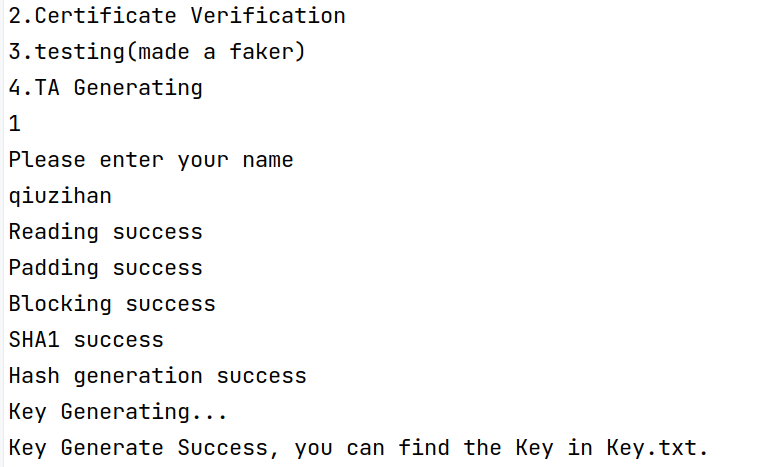 2.Certificate Verification
3.testing(made a faker)
4.TA Generating
1
Please enter your name
qiuzihan
Reading success
Padding success
Blocking success
SHA1 success
Hash generation success
Key Generating...
Key Generate Success, you can find the Key in Key.txt.